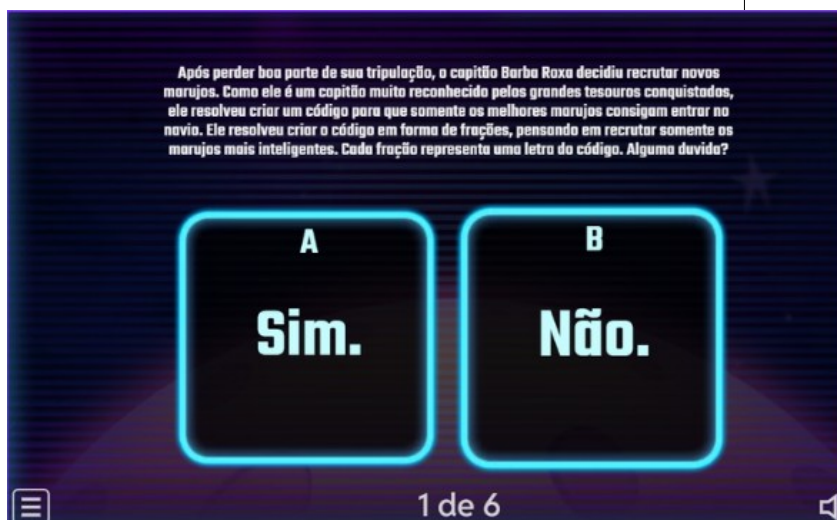 Após perder boa parte de sua tripulação, o capitão Barba Roxa decidiu recrutar novos
marujos. Como ele é um capitão muito reconhecido pelos grandes tesouros conquistados,
ele resolveu criar um código para que somente os melhores marujos consigam entrar no
navio. Ele resolveu criar o código em forma de frações, pensando em recrutar somente os
marujos mais inteligentes. Cada fração representa uma letra do código. Alguma duvida?
A
B
Sim.
Não.
1 de 6